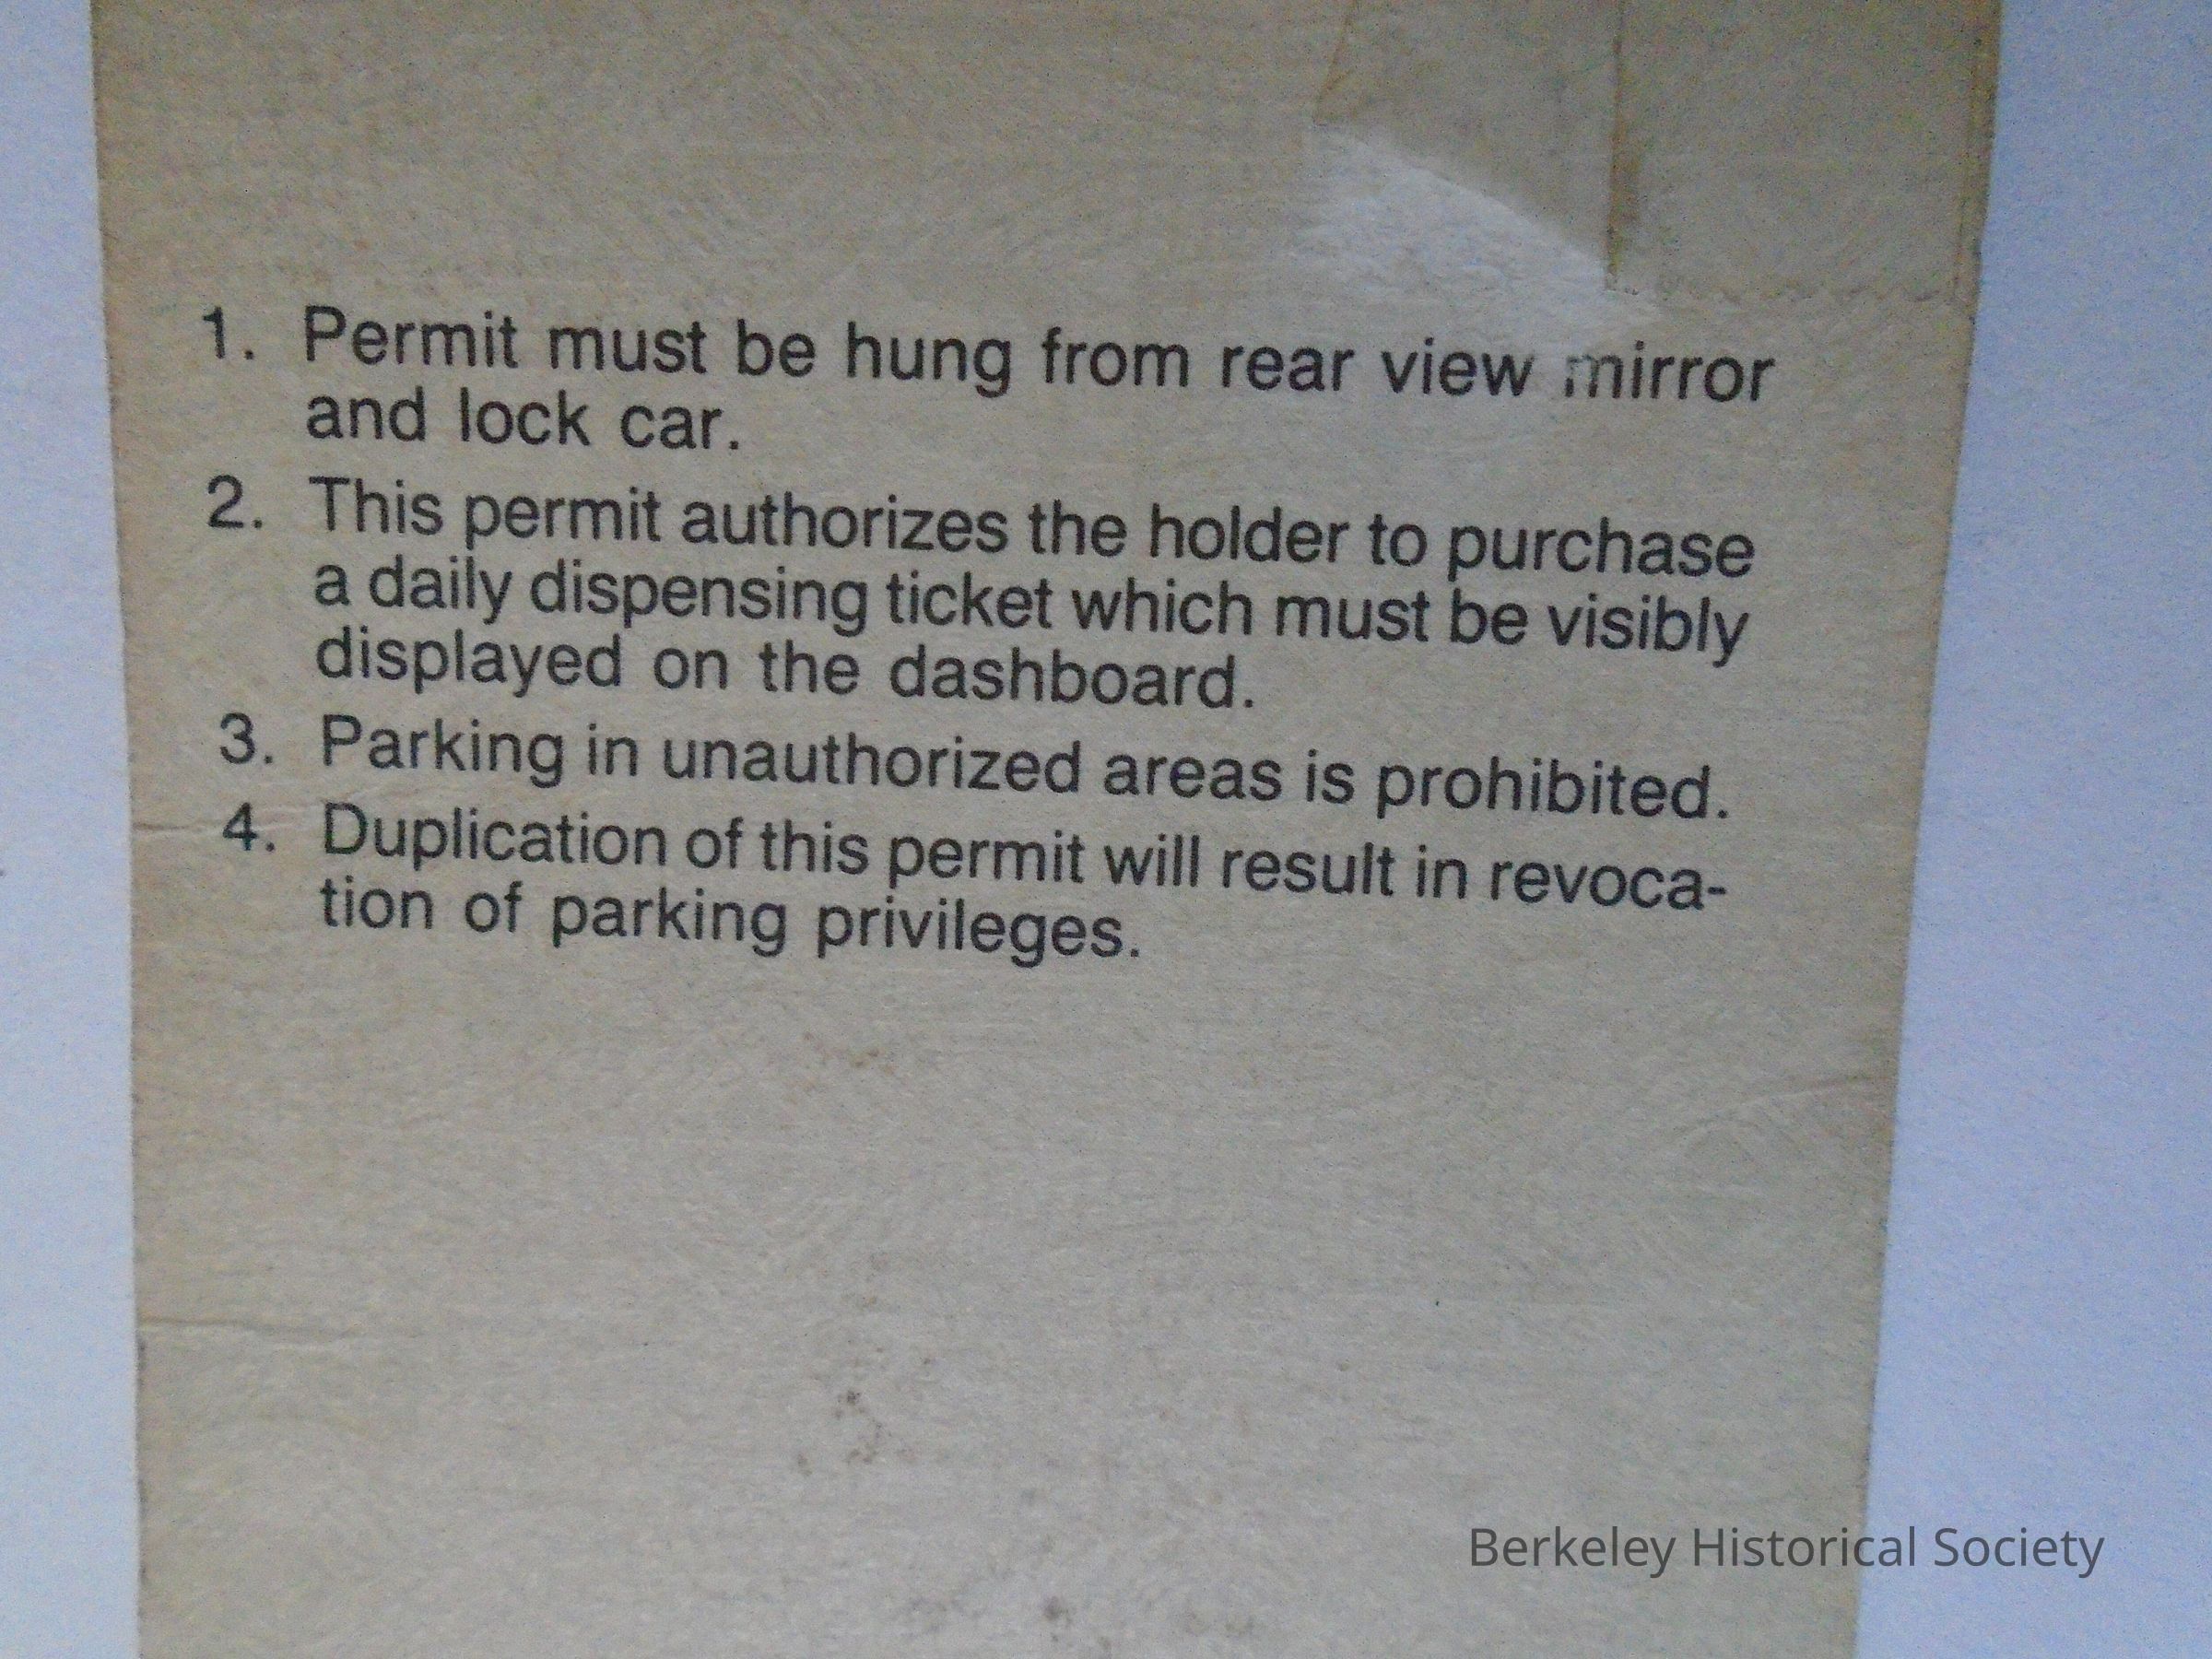 1. Permit must be hung from rear view mirror
and lock car.
2. This permit authorizes the holder to purchase
a daily dispensing ticket which must be visibly
displayed on the dashboard.
3. Parking in unauthorized areas is prohibited.
4. Duplication of this permit will result in revoca-
tion of parking privileges.
Berkeley Historical Society